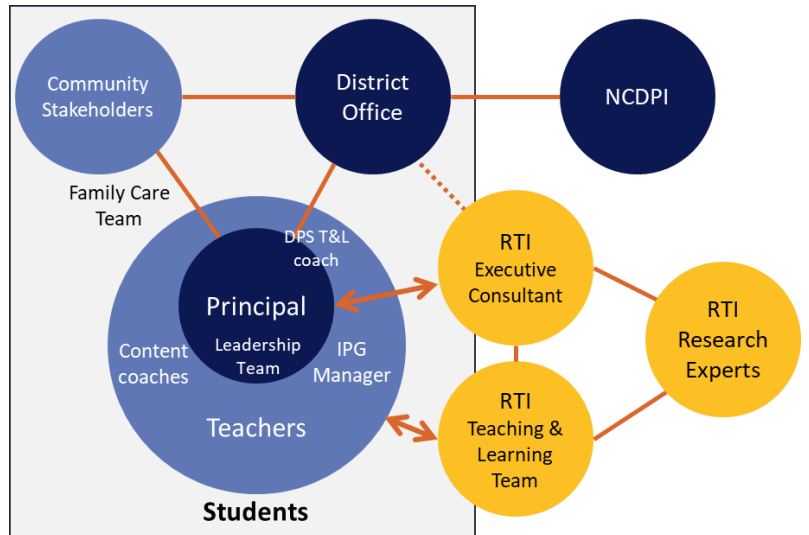 Community
Stakeholders
District
Office
NCDPI
Family Care
Team
DPS T&L
coach
Principal
Leadership
Team
Content
coaches
IPG
Manager
Teachers
Students
RTI
Executive
Consultant
RTI
Teaching &
Learning
Team
RTI
Research
Experts